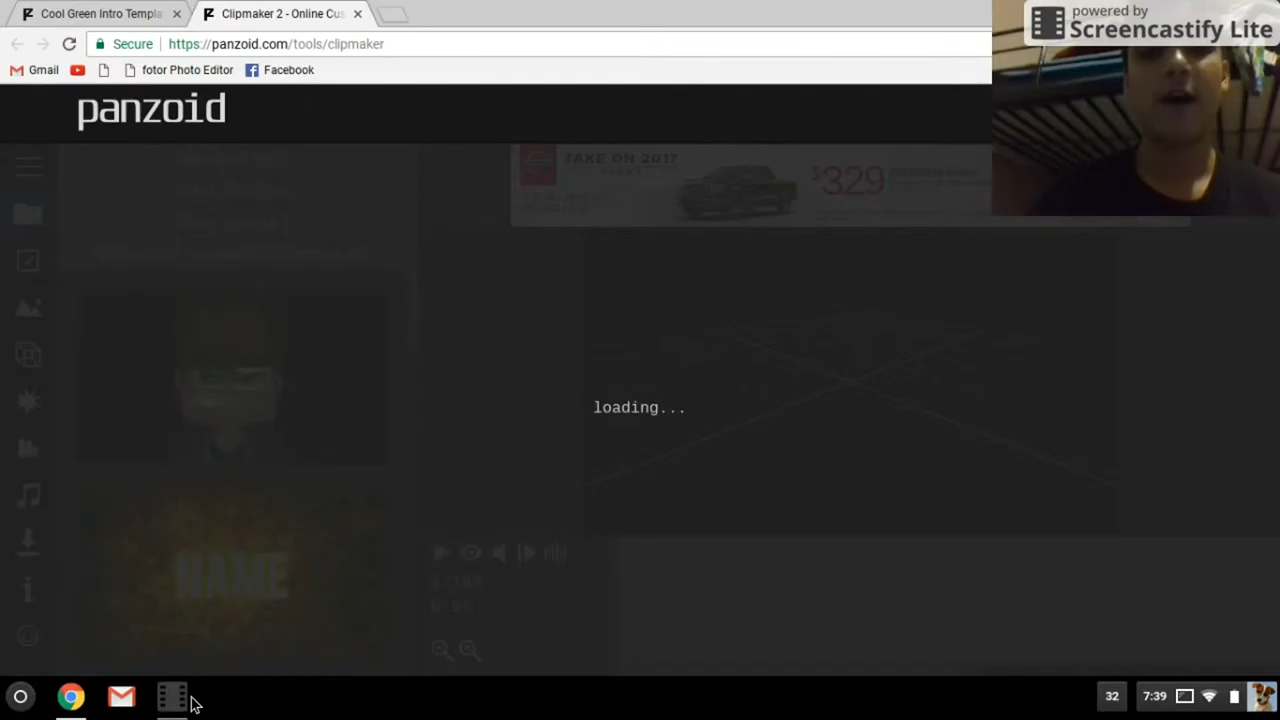 Cool Green Intro Templa
Clipmaker 2 - Online Cus
powered by
Screencastify Lite
Secure
https://panzoid.com/tools/clipmaker
Gmail
fotor Photo Editor
Facebook
panzoid
TAKE ON 2017
$329
loading...
NAME
32
7:39